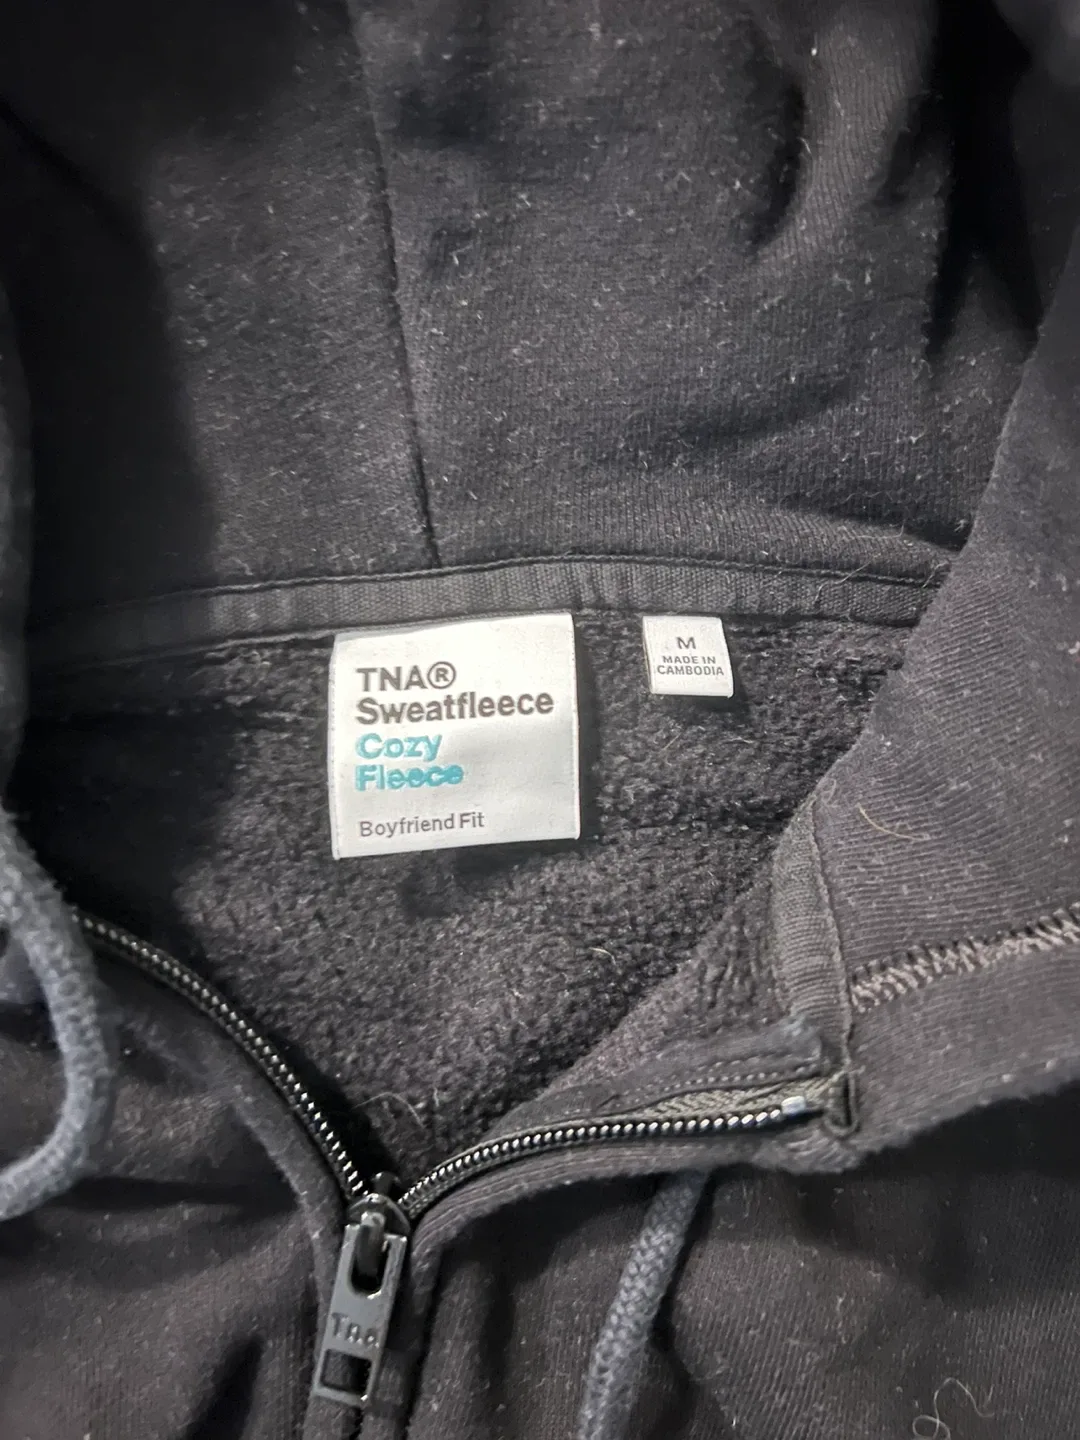 TNA®
Sweatfleece
Cozy
Fleece
Boyfriend Fit
M
MADE IN
CAMBODIA
TNA